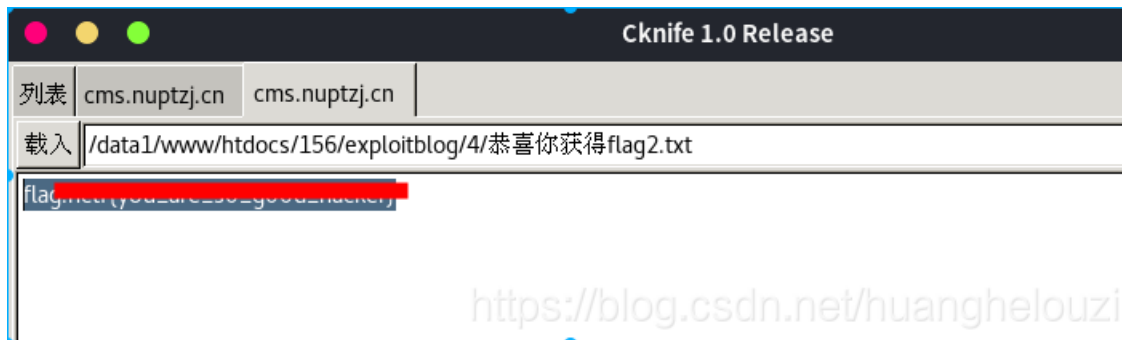 Cknife 1.0 Release
列表 cms.nuptzj.cn cms.nuptzj.cn
载入 /data1/www/htdocs/156/exploitblog/4/恭喜你获得flag2.txt
https://blog.csdn.net/huanghelouzi